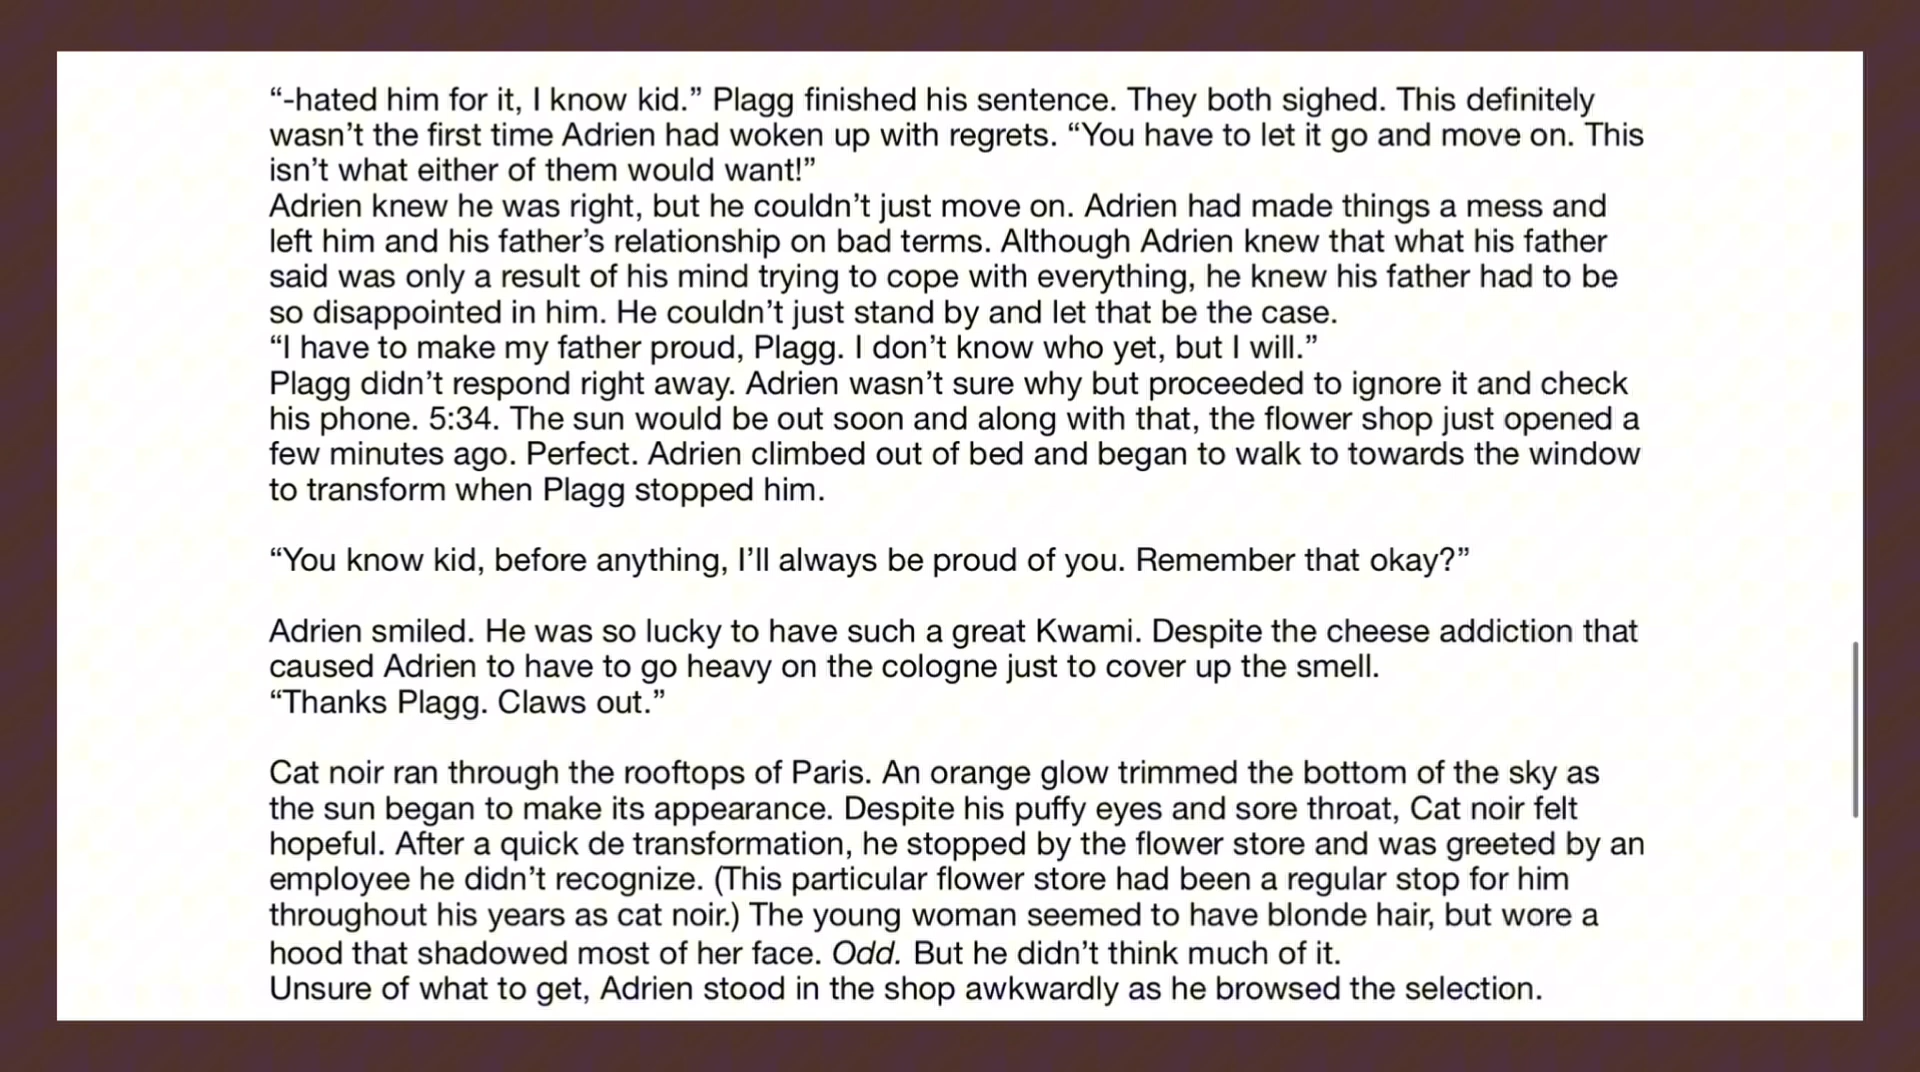 “-hated him for it, I know kid.” Plagg finished his sentence. They both sighed. This definitely
wasn’t the first time Adrien had woken up with regrets. “You have to let it go and move on. This
isn’t what either of them would want!”
Adrien knew he was right, but he couldn’t just move on. Adrien had made things a mess and
left him and his father’s relationship on bad terms. Although Adrien knew that what his father
said was only a result of his mind trying to cope with everything, he knew his father had to be
so disappointed in him. He couldn’t just stand by and let that be the case.
“I have to make my father proud, Plagg. I don’t know who yet, but I will.”
Plagg didn’t respond right away. Adrien wasn’t sure why but proceeded to ignore it and check
his phone. 5:34. The sun would be out soon and along with that, the flower shop just opened a
few minutes ago. Perfect. Adrien climbed out of bed and began to walk to towards the window
to transform when Plagg stopped him.
“You know kid, before anything, I’ll always be proud of you. Remember that okay?”
Adrien smiled. He was so lucky to have such a great Kwami. Despite the cheese addiction that
caused Adrien to have to go heavy on the cologne just to cover up the smell.
“Thanks Plagg. Claws out.”
Cat noir ran through the rooftops of Paris. An orange glow trimmed the bottom of the sky as
the sun began to make its appearance. Despite his puffy eyes and sore throat, Cat noir felt
hopeful. After a quick de transformation, he stopped by the flower store and was greeted by an
employee he didn’t recognize. (This particular flower store had been a regular stop for him
throughout his years as cat noir.) The young woman seemed to have blonde hair, but wore a
hood that shadowed most of her face. Odd. But he didn’t think much of it.
Unsure of what to get, Adrien stood in the shop awkwardly as he browsed the selection.